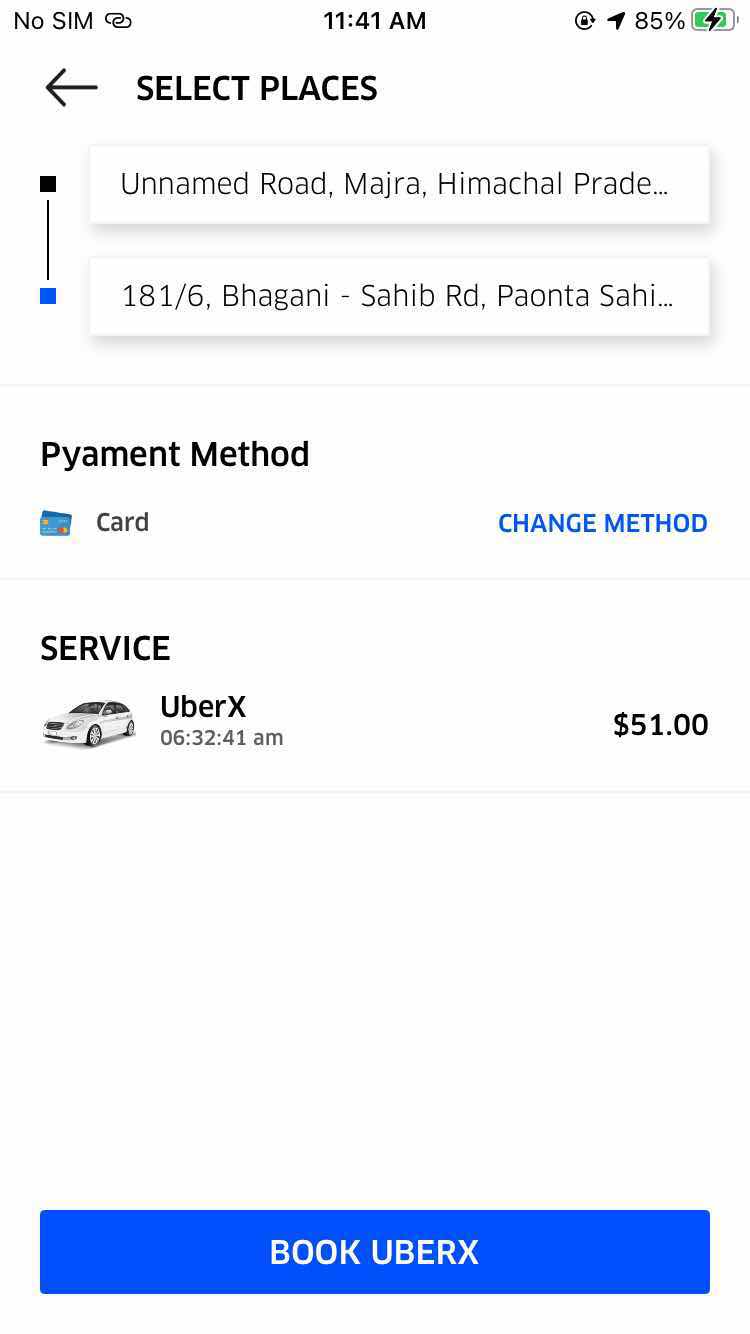 No SIM
11:41 AM
85%
SELECT PLACES
Unnamed Road, Majra, Himachal Prade...
181/6, Bhagani - Sahib Rd, Paonta Sahi...
Pyament Method
Card
CHANGE METHOD
SERVICE
UberX
06:32:41 am
$51.00
BOOK UBERX